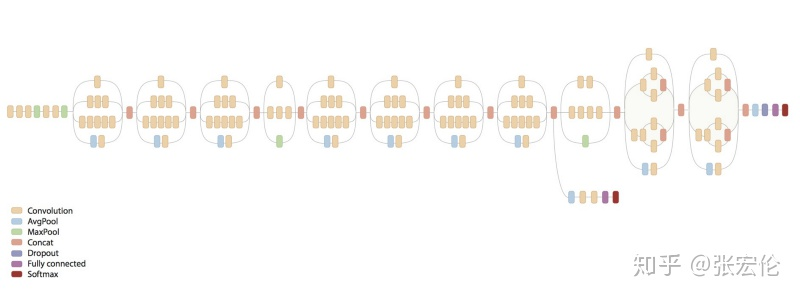 Convolution
AvgPool
MaxPool
Concat
Dropout
Fully connected
Softmax
知乎 @张宏伦